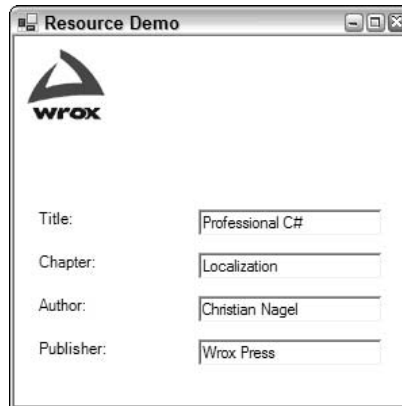 Resource Demo
wrox
Title: Professional C#
Chapter: Localization
Author: Christian Nagel
Publisher: Wrox Press